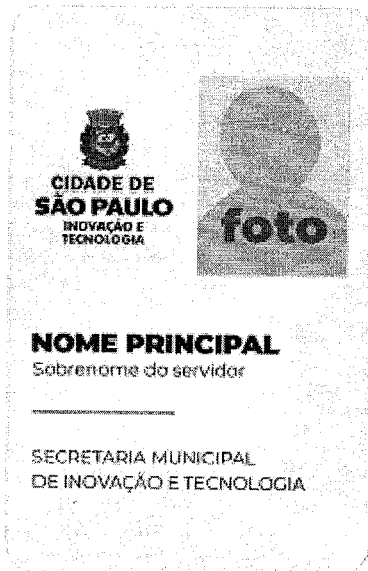 CIDADE DE
SÃO PAULO
INOVAÇÃO E
TECNOLOGIA
foto
NOME PRINCIPAL
Sobrenome do servidor
SECRETARIA MUNICIPAL
DE INOVAÇÃO E TECNOLOGIA